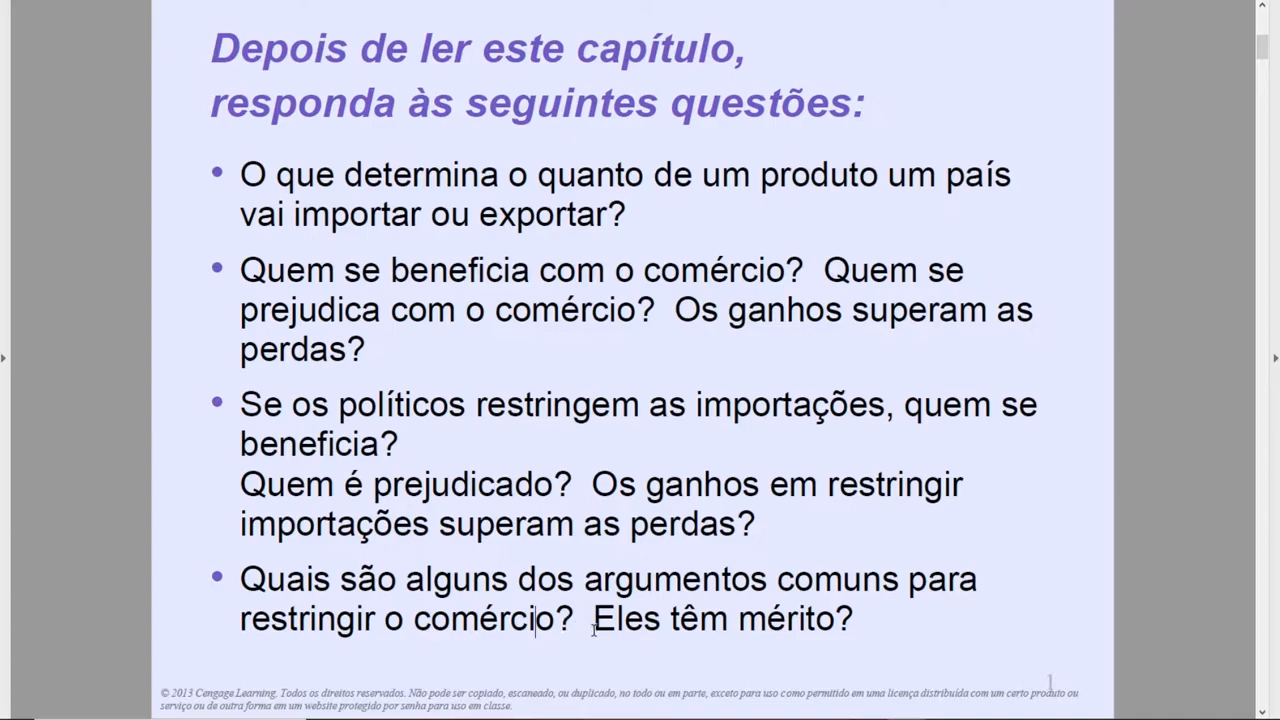 Depois de ler este capítulo,
responda às seguintes questões:
• O que determina o quanto de um produto um país
vai importar ou exportar?
• Quem se beneficia com o comércio?  Quem se
prejudica com o comércio?  Os ganhos superam as
perdas?
• Se os políticos restringem as importações, quem se
beneficia?
Quem é prejudicado?  Os ganhos em restringir
importações superam as perdas?
• Quais são alguns dos argumentos comuns para
restringir o comércio?  Eles têm mérito?
1
© 2013 Cengage Learning. Todos os direitos reservados. Não pode ser copiado, escaneado, ou duplicado, no todo ou em parte, exceto para uso como permitido em uma licença distribuída com um certo produto ou
serviço ou de outra forma em um website protegido por senha para uso em classe.